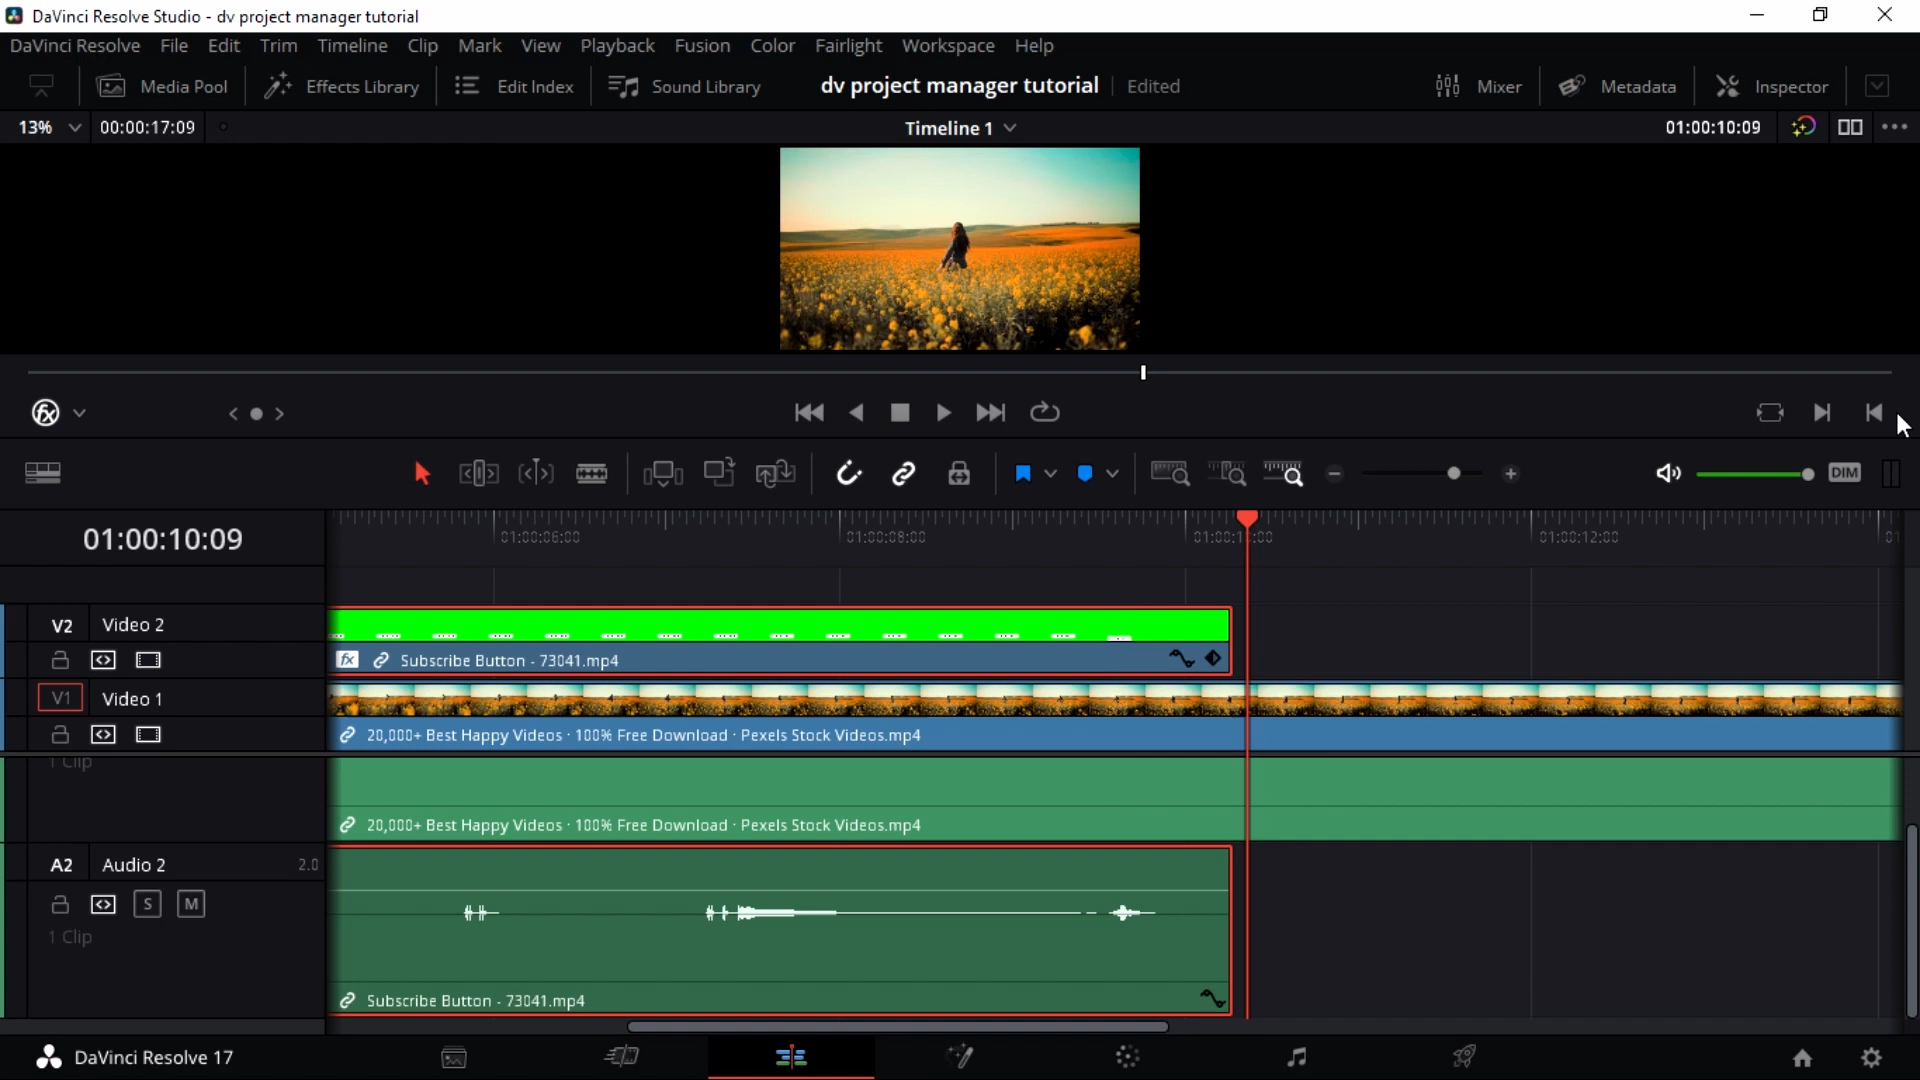 DaVinci Resolve Studio - dv project manager tutorial
DaVinci Resolve File Edit Trim Timeline Clip Mark View Playback Fusion Color Fairlight Workspace Help
Media Pool Effects Library Edit Index Sound Library dv project manager tutorial Edited Mixer Metadata Inspector
13% 00:00:17:09 Timeline 1 01:00:10:09
DIM
01:00:10:09 01:00:06:00 01:00:08:00 01:00:12:00
V2 Video 2
fx Subscribe Button - 73041.mp4
V1 Video 1
20,000+ Best Happy Videos · 100% Free Download · Pexels Stock Videos.mp4
1 Clip
20,000+ Best Happy Videos · 100% Free Download · Pexels Stock Videos.mp4
A2 Audio 2 2.0
S M
1 Clip
Subscribe Button - 73041.mp4
DaVinci Resolve 17